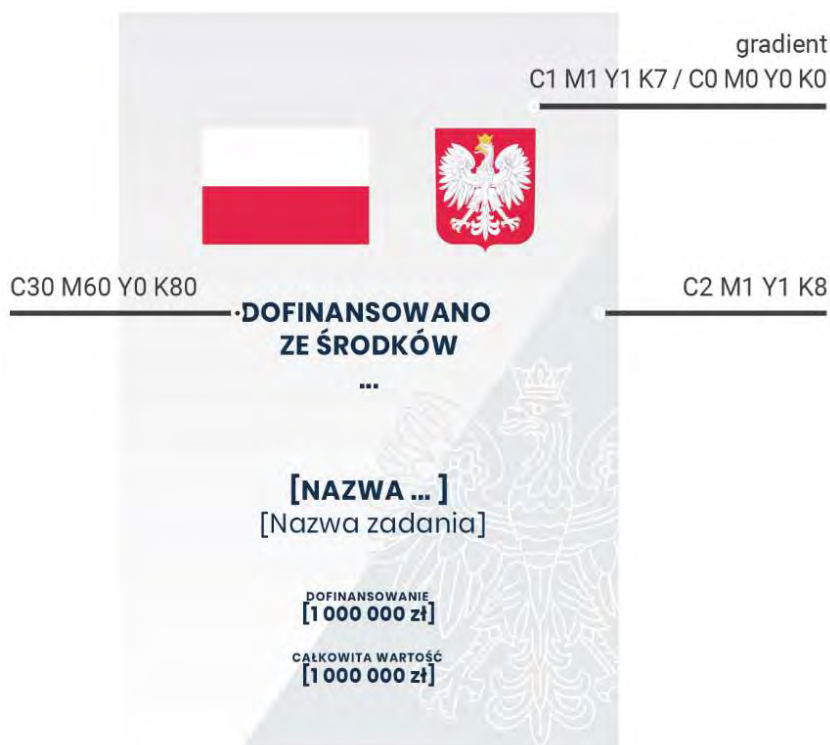 gradient
C1 M1 Y1 K7 / C0 M0 Y0 K0
C30 M60 Y0 K80
C2 M1 Y1 K8
DOFINANSOWANO
ZE ŚRODKÓW
...
[NAZWA ... ]
[Nazwa zadania]
DOFINANSOWANIE
[1 000 000 zł]
CAŁKOWITA WARTOŚĆ
[1 000 000 zł]